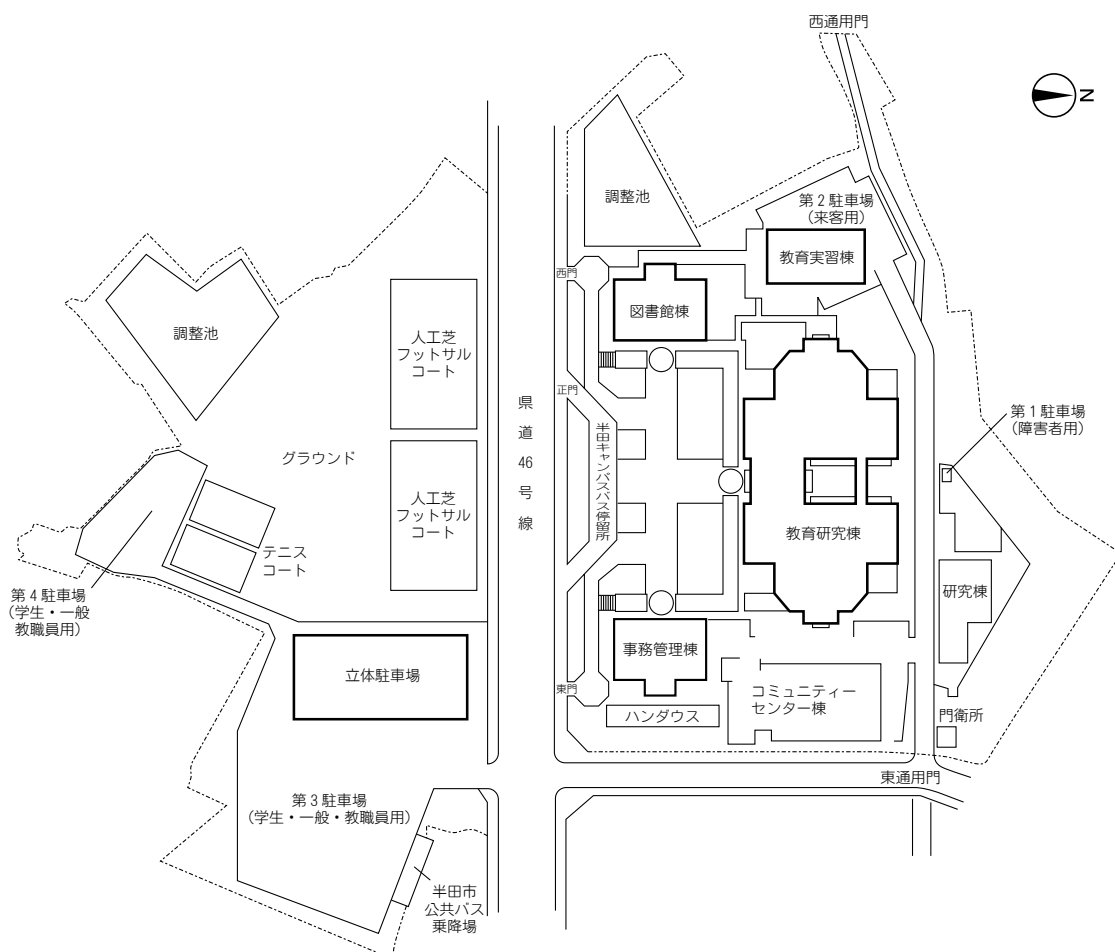 西通用門
N
調整池
第2駐車場
(来客用)
教育実習棟
西門
図書館棟
調整池
人工芝
フットサル
コート
正門
第1駐車場
(障害者用)
県道46号線
半田キャンパスバス停留所
グラウンド
人工芝
フットサル
コート
教育研究棟
テニス
コート
第4駐車場
(学生・一般
教職員用)
研究棟
立体駐車場
事務管理棟
東門
コミュニティー
センター棟
ハンダウス
門衛所
東通用門
第3駐車場
(学生・一般・教職員用)
半田市
公共バス
乗降場